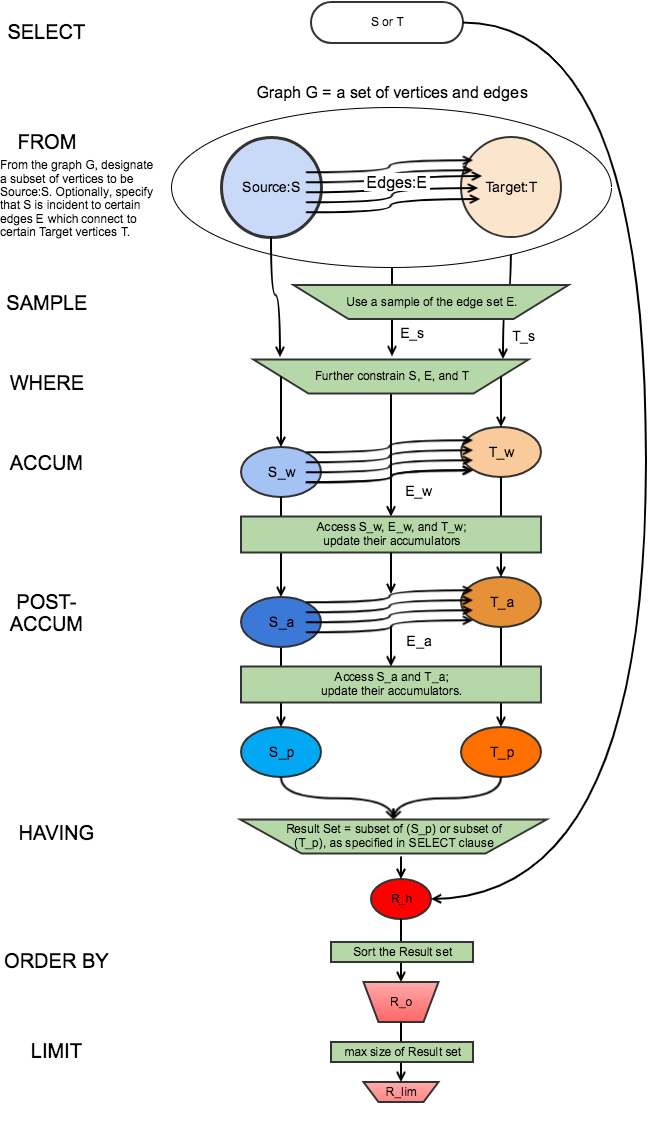 SELECT
S or T
Graph G = a set of vertices and edges
FROM
From the graph G, designate
a subset of vertices to be
Source:S. Optionally, specify
that S is incident to certain
edges E which connect to
certain Target vertices T.
Source:S
Edges:E
Target:T
SAMPLE
Use a sample of the edge set E.
E_s
T_s
WHERE
Further constrain S, E, and T
ACCUM
S_w
T_w
E_w
Access S_w, E_w, and T_w;
update their accumulators
POST-
ACCUM
S_a
T_a
E_a
Access S_a and T_a;
update their accumulators.
S_p
T_p
HAVING
Result Set = subset of (S_p) or subset of
(T_p), as specified in SELECT clause
R_h
ORDER BY
Sort the Result set
R_o
LIMIT
max size of Result set
R_lim